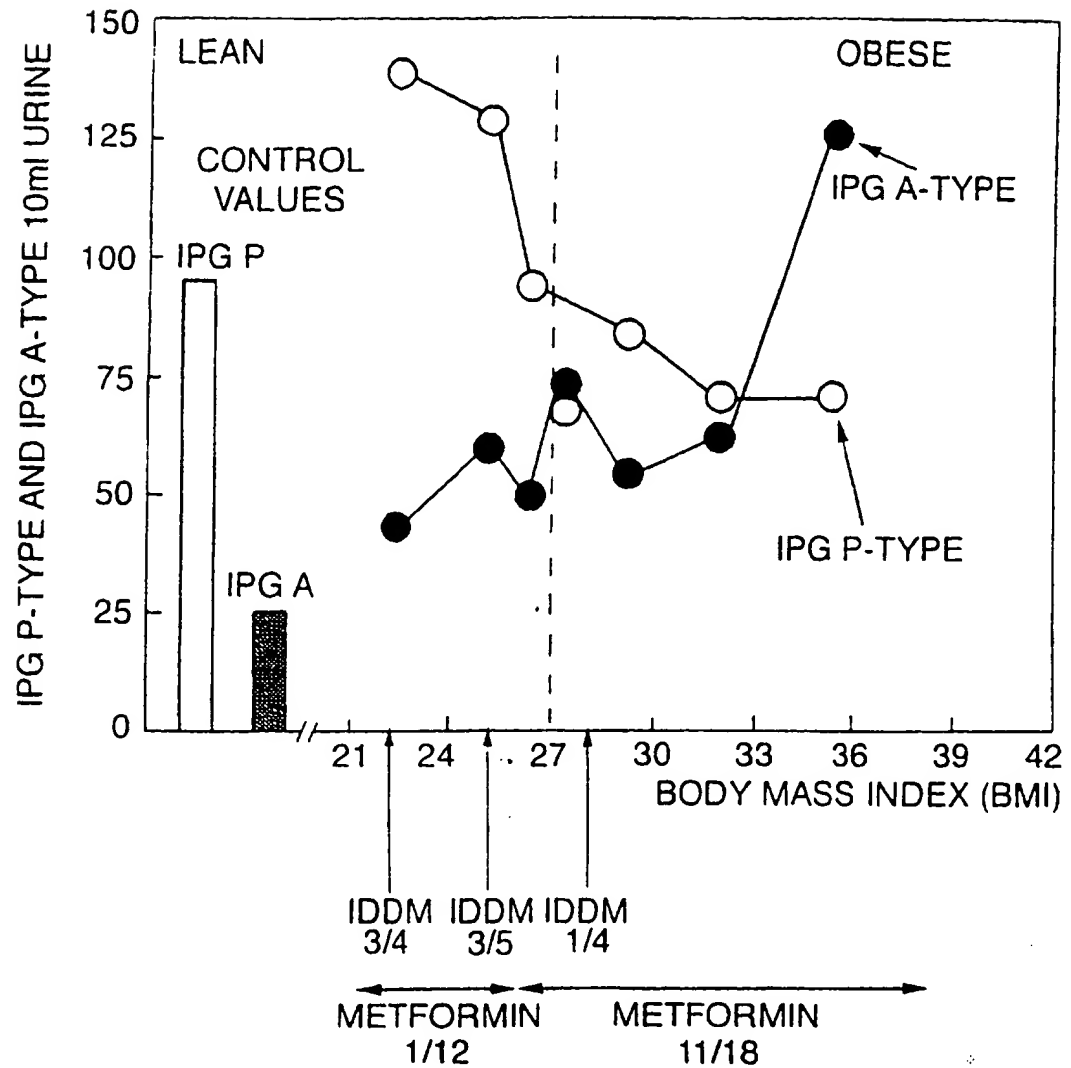 IPG P-TYPE AND IPG A-TYPE 10ml URINE
150
125
100
75
50
25
0
LEAN
OBESE
CONTROL
VALUES
IPG P
IPG A
IPG A-TYPE
IPG P-TYPE
21 24 27 30 33 36 39 42
BODY MASS INDEX (BMI)
IDDM IDDM IDDM
3/4 3/5 1/4
METFORMIN METFORMIN
1/12 11/18